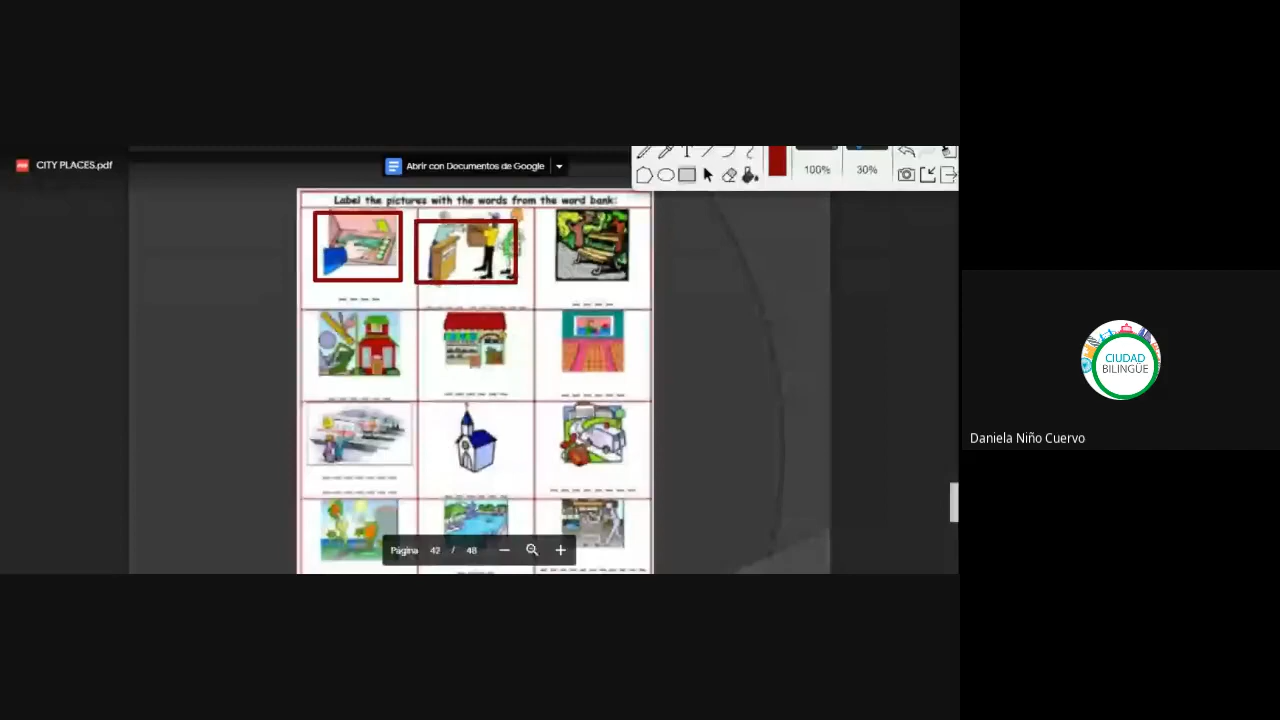 CITY PLACES.pdf
Abrir con Documentos de Google
100%
30%
Label the pictures with the words from the word bank:
Página 42 / 48
CIUDAD
BILINGÜE
Daniela Niño Cuervo